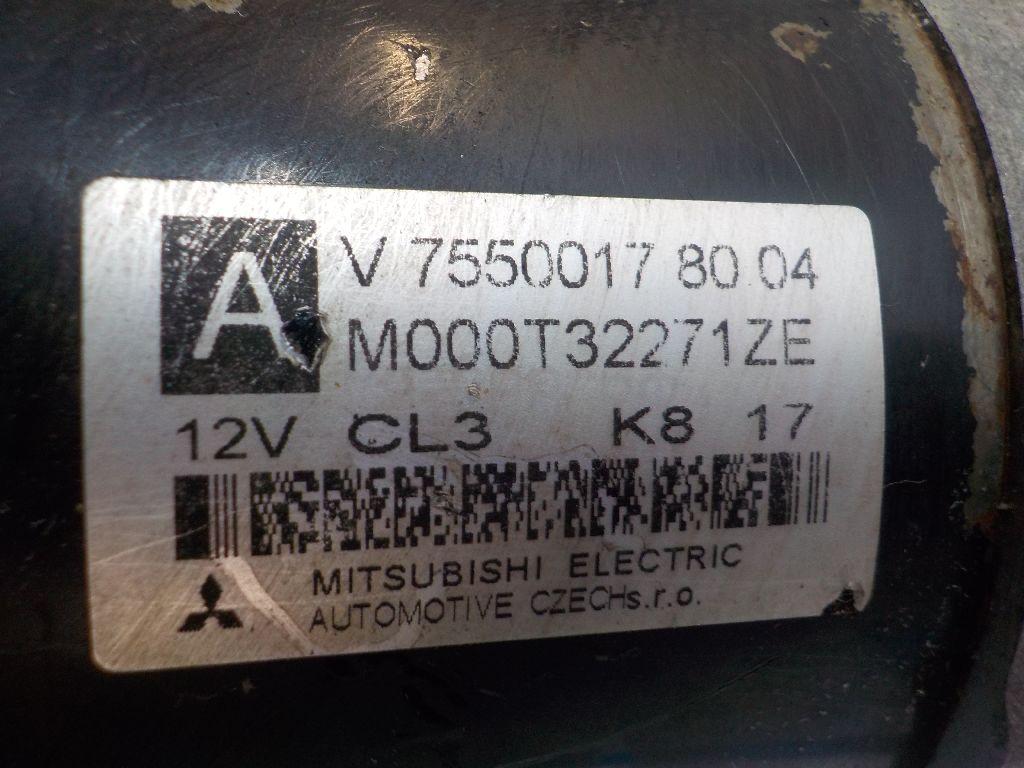 A
V 7550017 80 04
M000T32271ZE
12V CL3 K8 17
MITSUBISHI ELECTRIC
AUTOMOTIVE CZECHs.r.o.